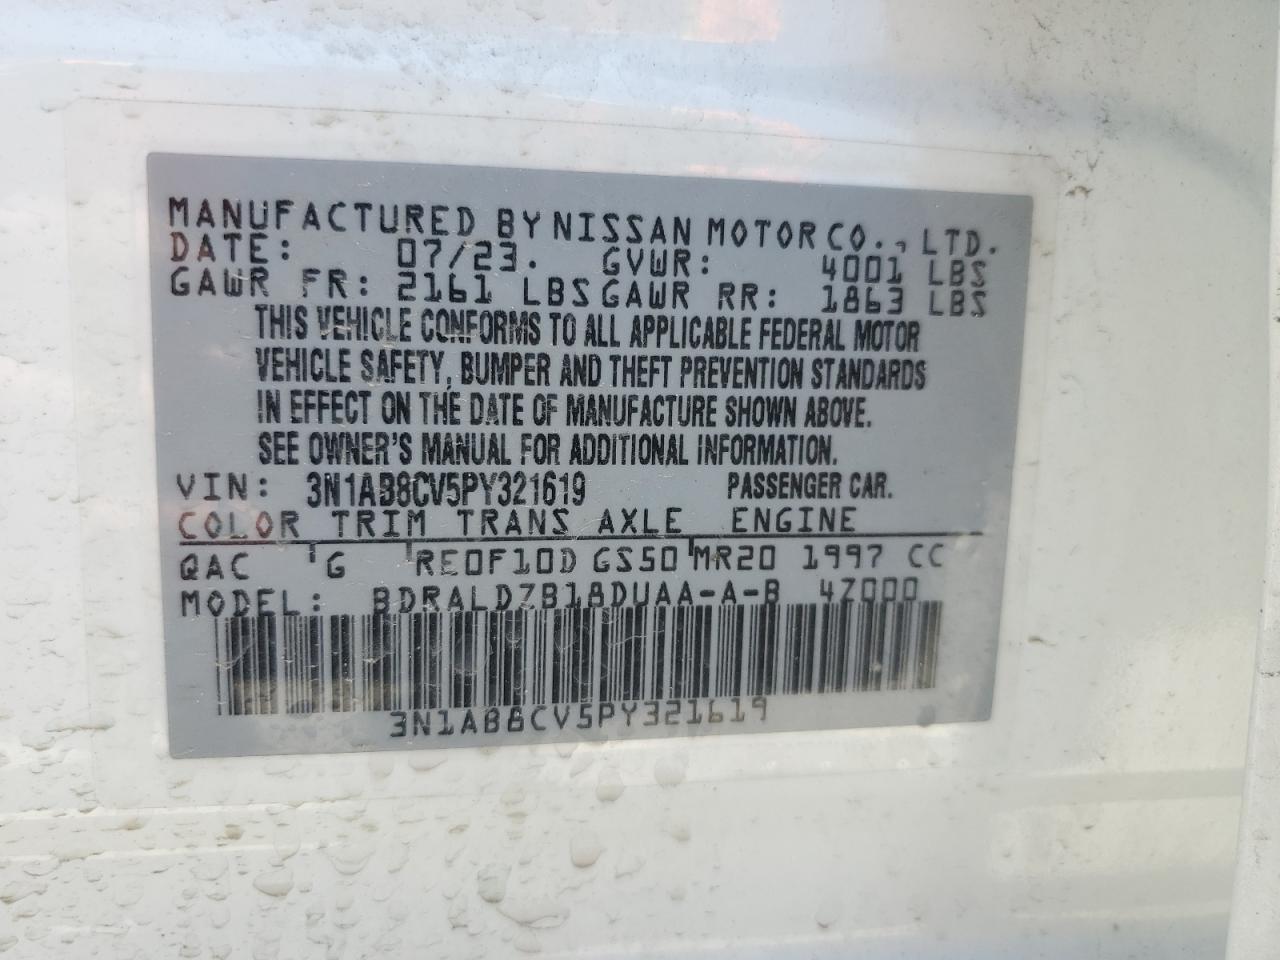 MANUFACTURED BY NISSAN MOTOR CO., LTD.
DATE: 07/23. GVWR: 4001 LBS
GAWR FR: 2161 LBS GAWR RR: 1863 LBS
THIS VEHICLE CONFORMS TO ALL APPLICABLE FEDERAL MOTOR
VEHICLE SAFETY, BUMPER AND THEFT PREVENTION STANDARDS
IN EFFECT ON THE DATE OF MANUFACTURE SHOWN ABOVE.
SEE OWNER'S MANUAL FOR ADDITIONAL INFORMATION.
VIN: 3N1AB8CV5PY321619 PASSENGER CAR.
COLOR TRIM TRANS AXLE ENGINE
QAC G RE0F10D GS50 MR20 1997 CC
MODEL: BDRALDZB18DUAA-A-B 4Z000
3N1AB8CV5PY321619